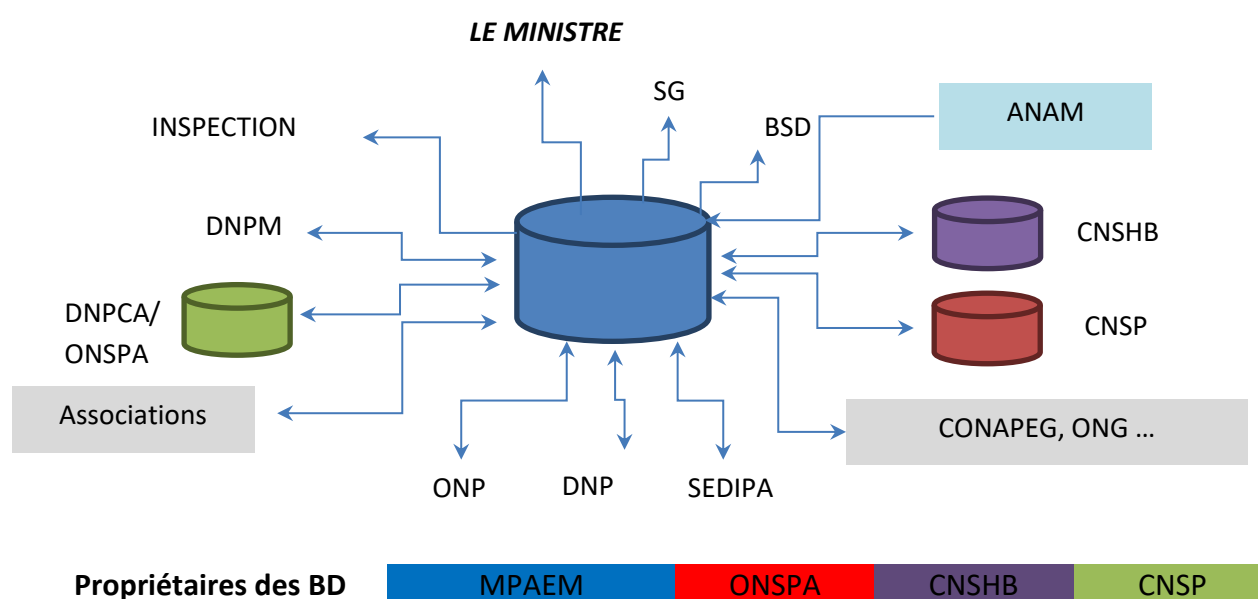 LE MINISTRE
SG
ANAM
INSPECTION
BSD
DNPM
CNSHB
DNPCA/
ONSPA
CNSP
Associations
CONAPEG, ONG ...
ONP
DNP
SEDIPA
Propriétaires des BD
MPAEM
ONSPA
CNSHB
CNSP